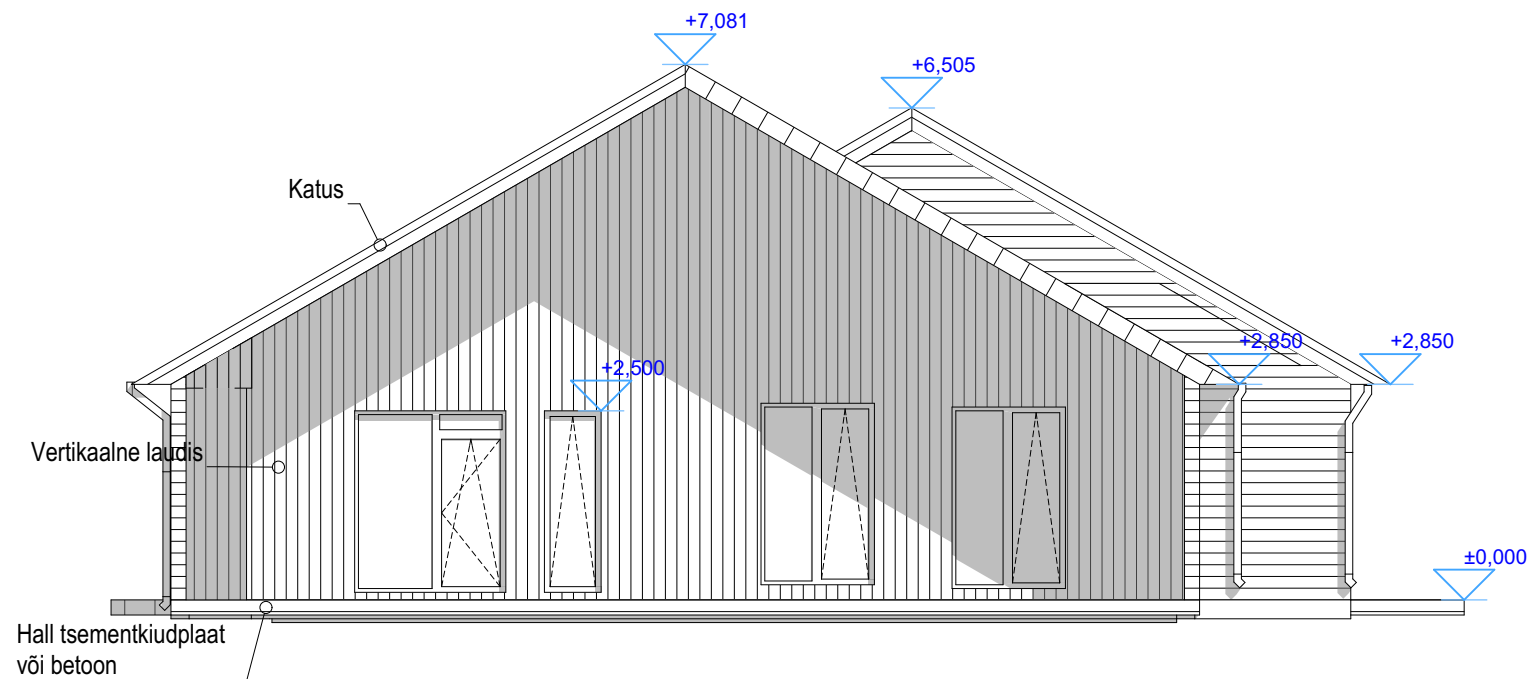 +7,081
+6,505
Katus
+2,850
+2,850
+2,500
Vertikaalne laudis
±0,000
Hall tsementkiudplaat
või betoon